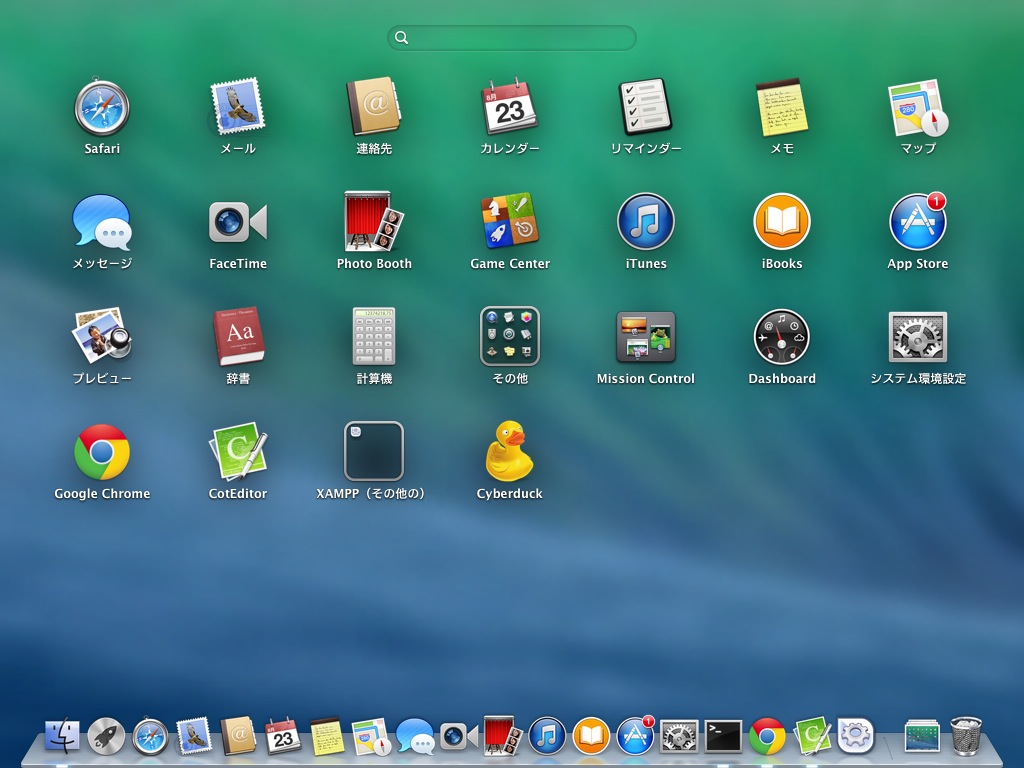 Safari
メール
連絡先
8月
23
カレンダー
リマインダー
メモ
280
マップ
メッセージ
FaceTime
Photo Booth
Game Center
iTunes
iBooks
1
App Store
プレビュー
Aa
辞書
計算機
その他
Mission Control
Dashboard
システム環境設定
Google Chrome
C
CotEditor
XAMPP（その他の）
Cyberduck
23
1
C